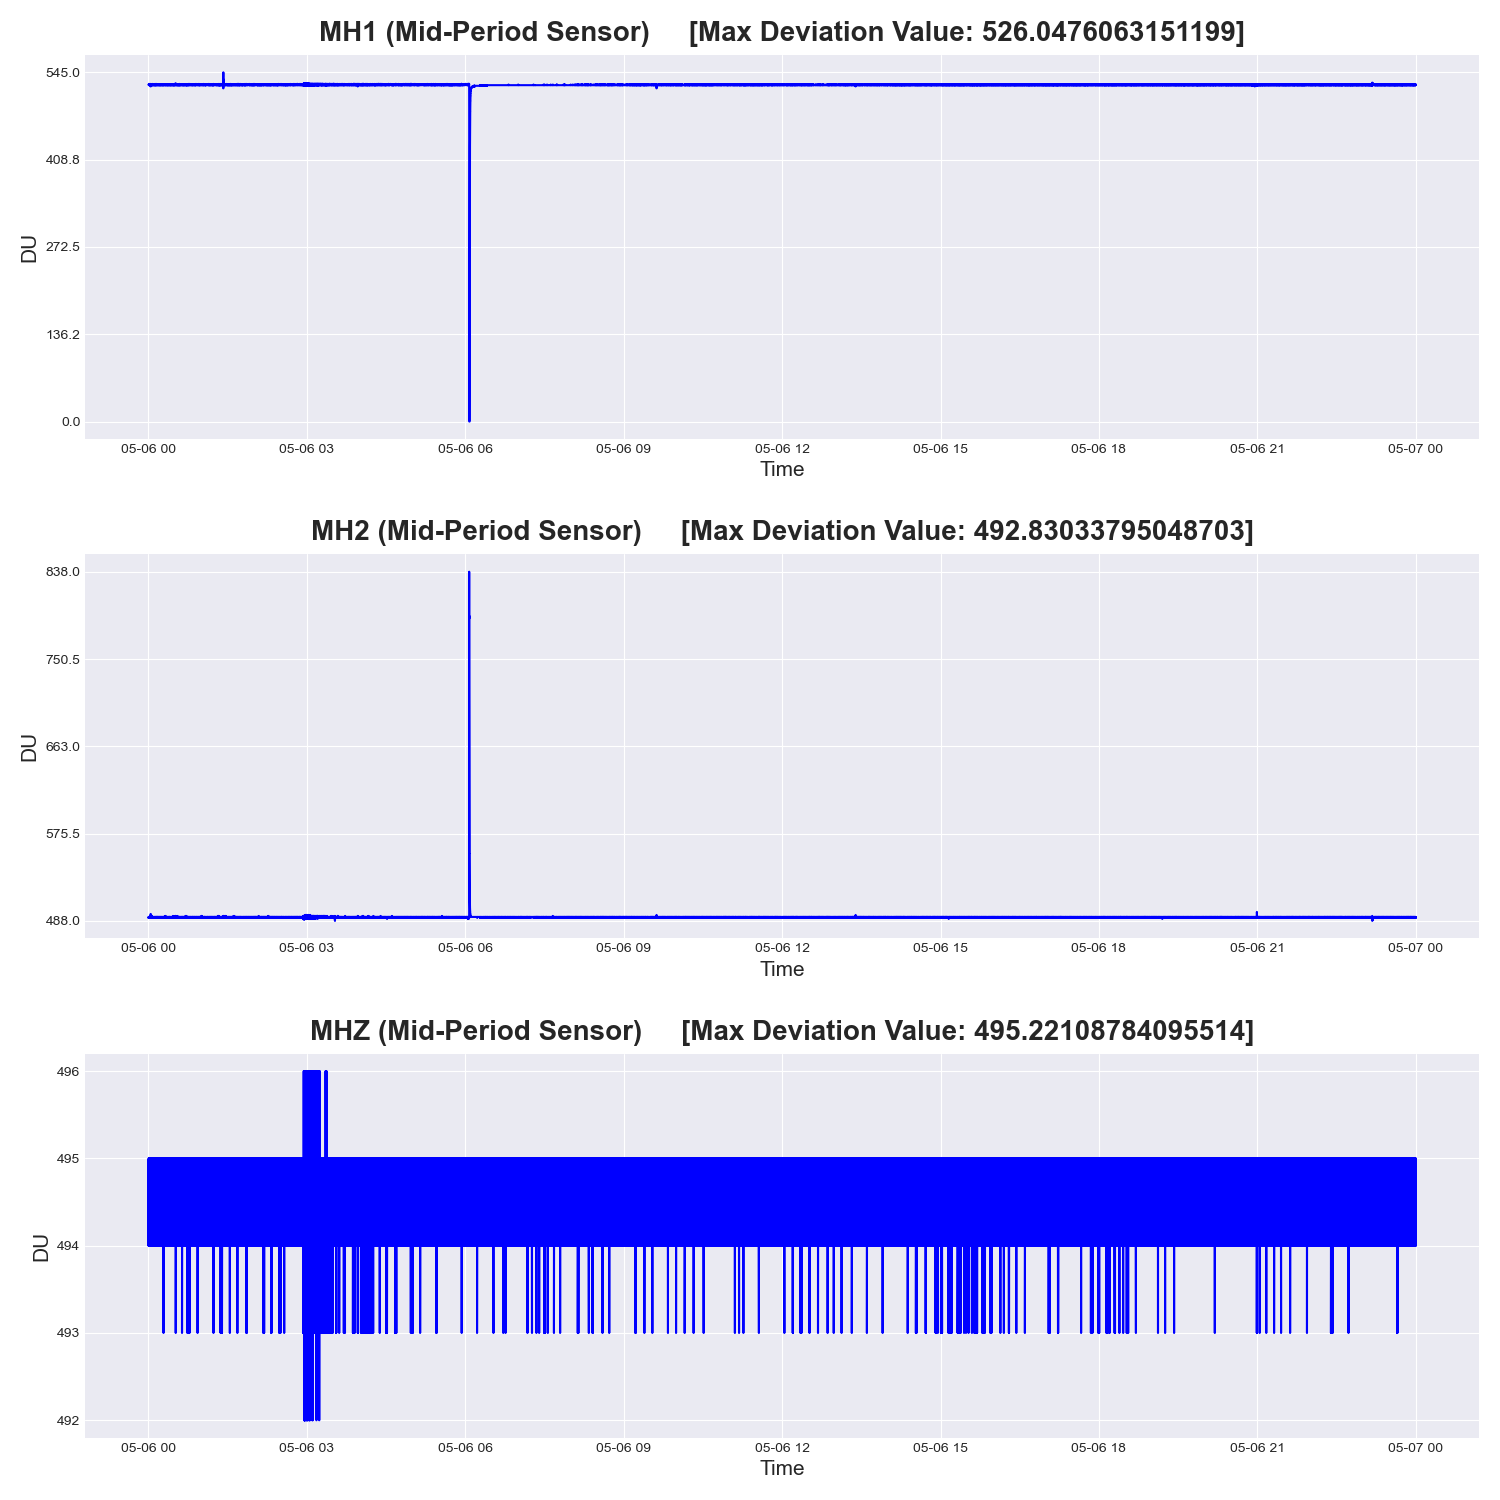 MH1 (Mid-Period Sensor) [Max Deviation Value: 526.0476063151199]
545.0
408.8
272.5
136.2
0.0
DU
05-06 00 05-06 03 05-06 06 05-06 09 05-06 12 05-06 15 05-06 18 05-06 21 05-07 00
Time
MH2 (Mid-Period Sensor) [Max Deviation Value: 492.83033795048703]
838.0
750.5
663.0
575.5
488.0
DU
05-06 00 05-06 03 05-06 06 05-06 09 05-06 12 05-06 15 05-06 18 05-06 21 05-07 00
Time
MHZ (Mid-Period Sensor) [Max Deviation Value: 495.22108784095514]
496
495
494
493
492
DU
05-06 00 05-06 03 05-06 06 05-06 09 05-06 12 05-06 15 05-06 18 05-06 21 05-07 00
Time